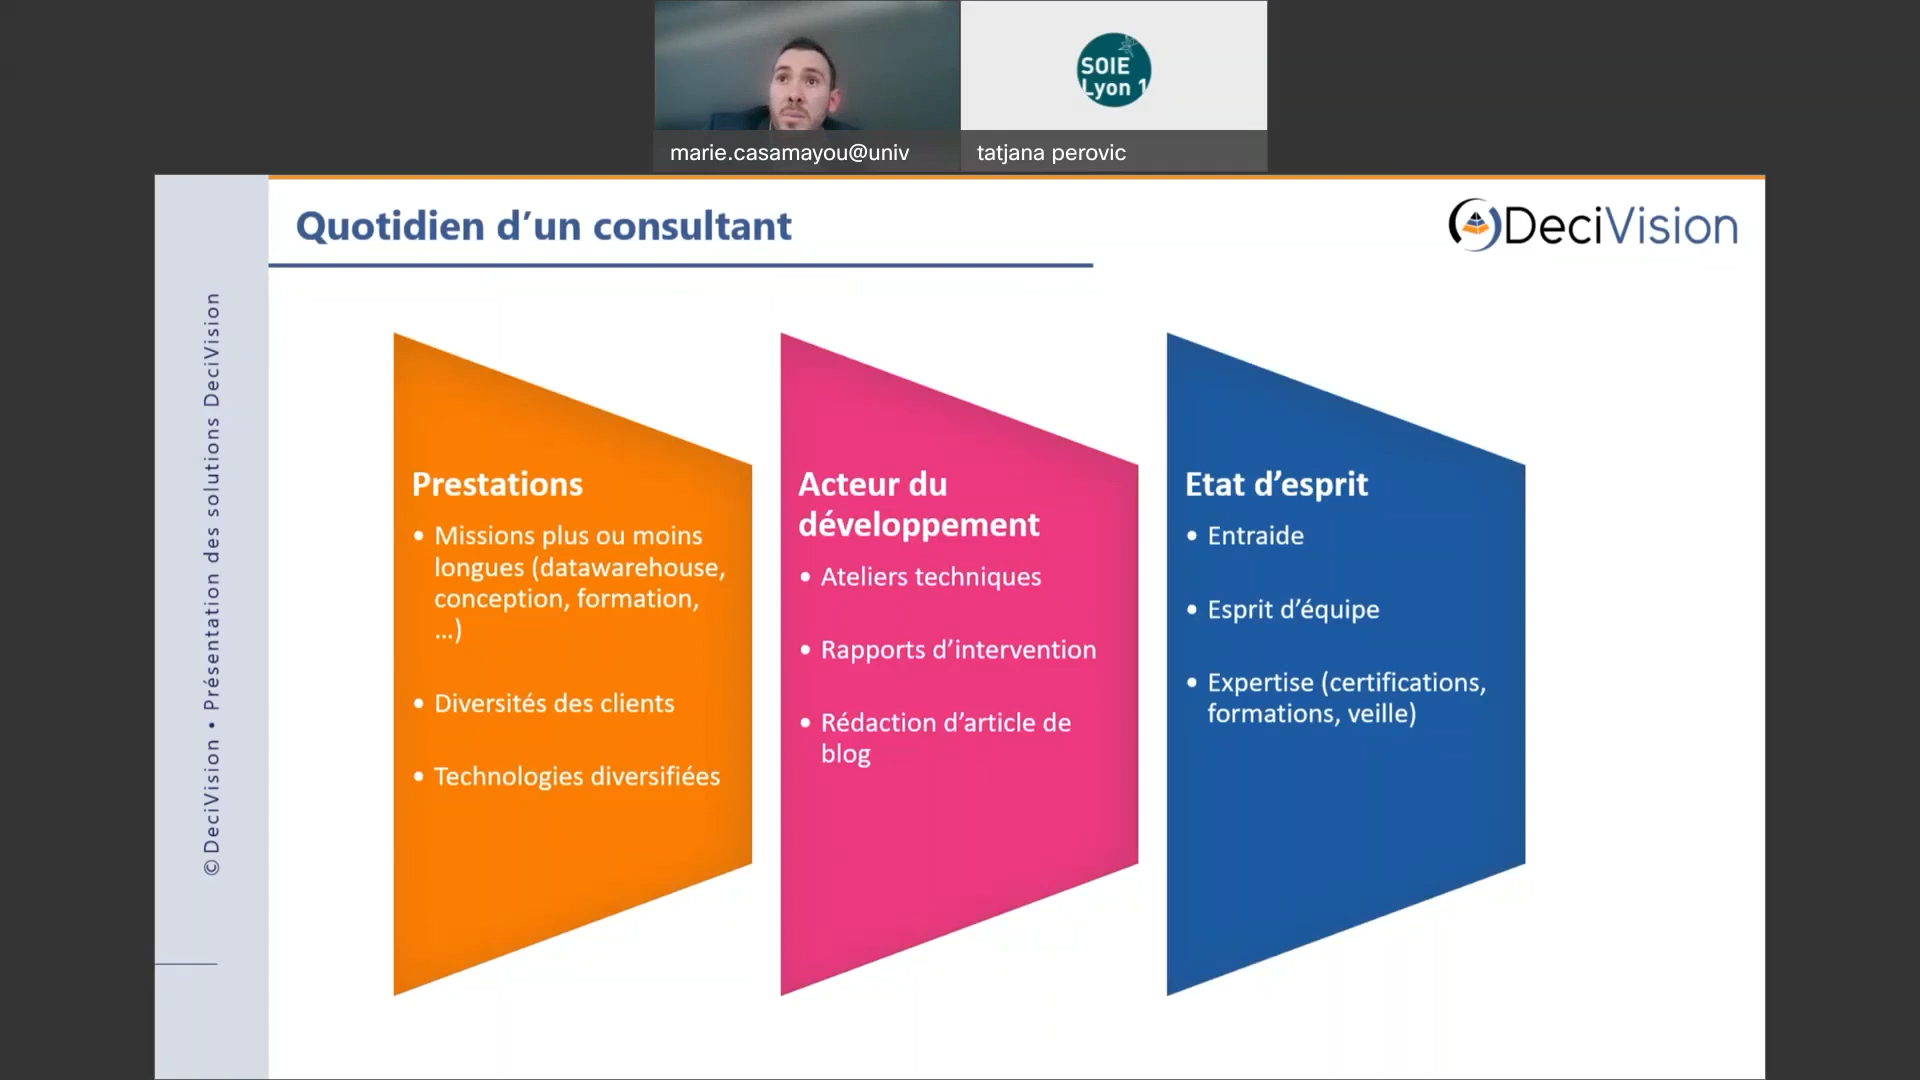 SOIE
Lyon 1
marie.casamayou@univ
tatjana perovic
Quotidien d’un consultant
DeciVision
© DeciVision • Présentation des solutions DeciVision
Prestations
• Missions plus ou moins
longues (datawarehouse,
conception, formation,
…)
• Diversités des clients
• Technologies diversifiées
Acteur du
développement
• Ateliers techniques
• Rapports d’intervention
• Rédaction d’article de
blog
Etat d’esprit
• Entraide
• Esprit d’équipe
• Expertise (certifications,
formations, veille)